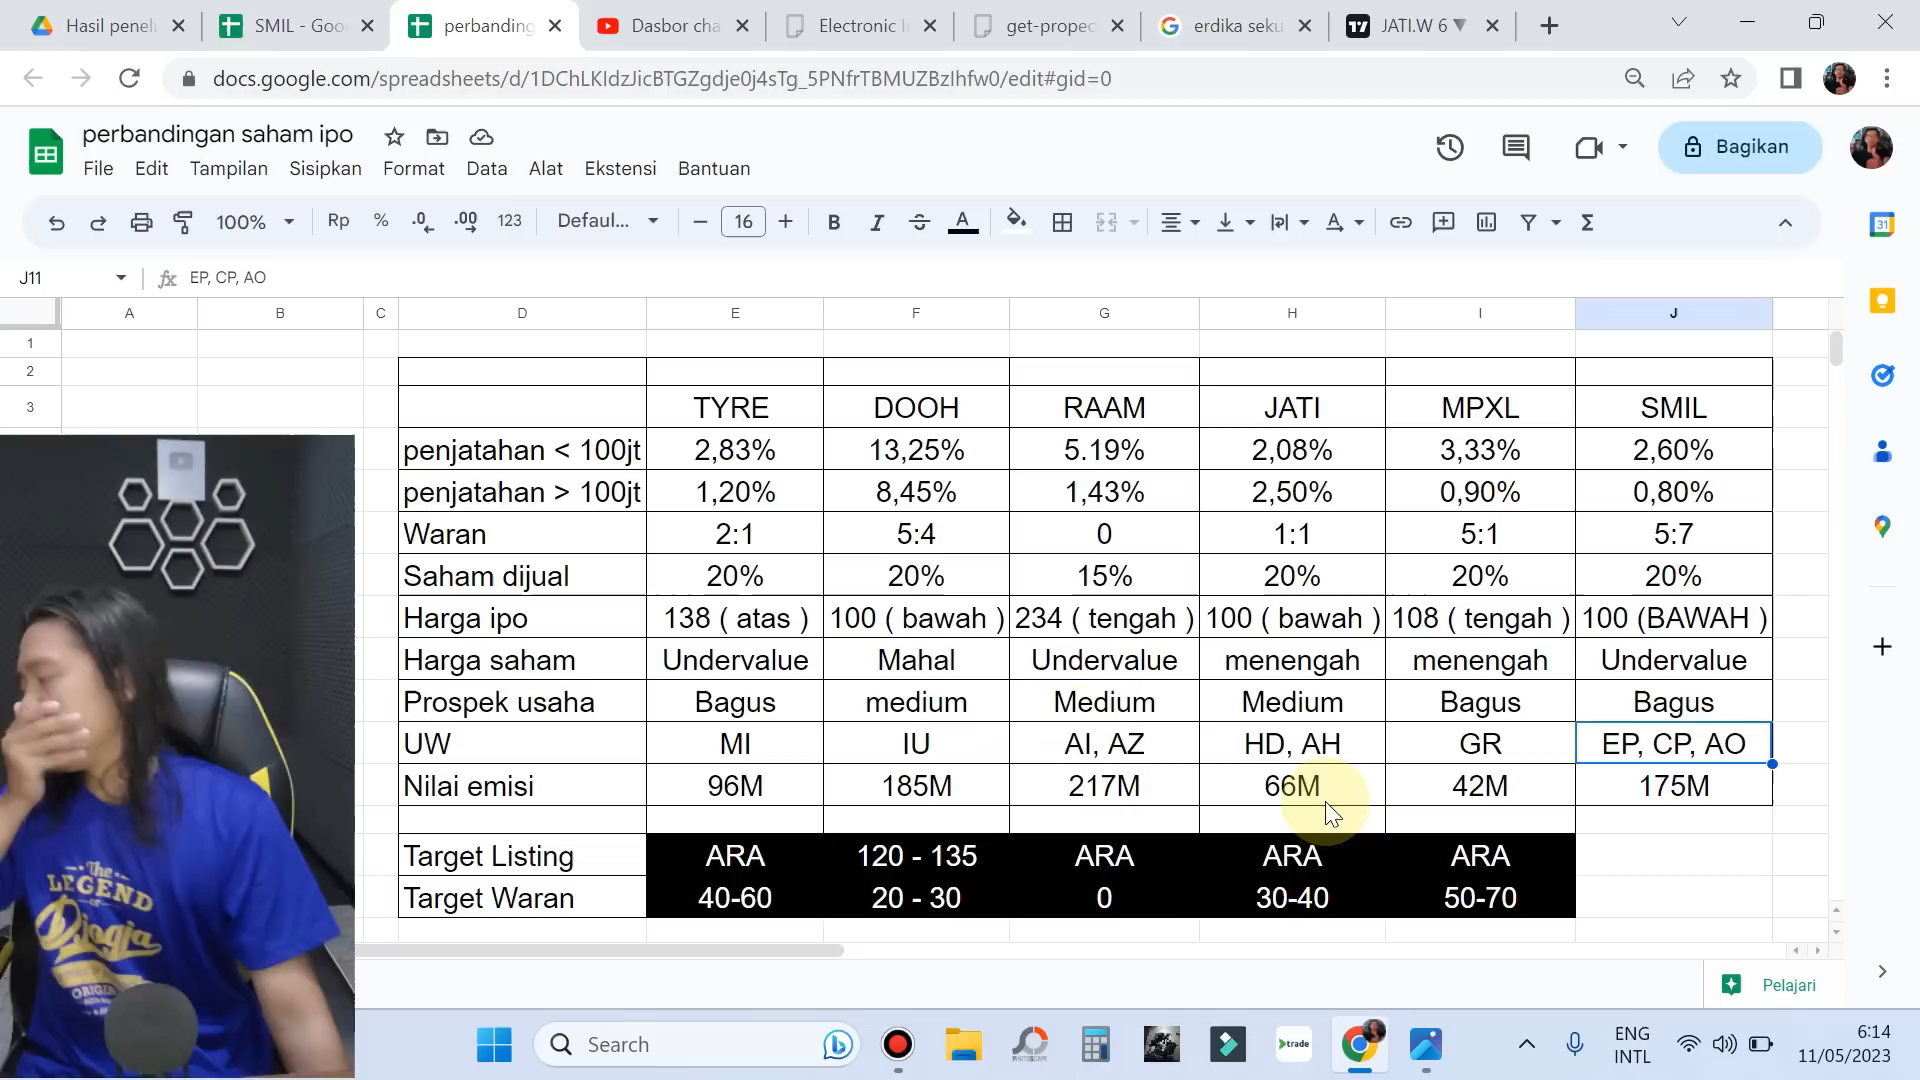 Hasil penel
SMIL - Goo
perbanding
Dasbor cha
Electronic I
get-propec
erdika seku
JATI.W 6
docs.google.com/spreadsheets/d/1DChLKIdzJicBTGZgdje0j4sTg_5PNfrTBMUZBzIhfw0/edit#gid=0
perbandingan saham ipo
File Edit Tampilan Sisipkan Format Data Alat Ekstensi Bantuan
Bagikan
100% Rp % .0 .00 123 Defaul... 16 B I A
31
J11 fx EP, CP, AO
A B C D E F G H I J
1
2
3 TYRE DOOH RAAM JATI MPXL SMIL
penjatahan < 100jt 2,83% 13,25% 5.19% 2,08% 3,33% 2,60%
penjatahan > 100jt 1,20% 8,45% 1,43% 2,50% 0,90% 0,80%
Waran 2:1 5:4 0 1:1 5:1 5:7
Saham dijual 20% 20% 15% 20% 20% 20%
Harga ipo 138 ( atas ) 100 ( bawah ) 234 ( tengah ) 100 ( bawah ) 108 ( tengah ) 100 (BAWAH )
Harga saham Undervalue Mahal Undervalue menengah menengah Undervalue
Prospek usaha Bagus medium Medium Medium Bagus Bagus
UW MI IU AI, AZ HD, AH GR EP, CP, AO
Nilai emisi 96M 185M 217M 66M 42M 175M
Target Listing ARA 120 - 135 ARA ARA ARA
Target Waran 40-60 20 - 30 0 30-40 50-70
The
LEGEND
of
Djogja
ORIGIN
Pelajari
Search
trade
ENG
INTL
6:14
11/05/2023